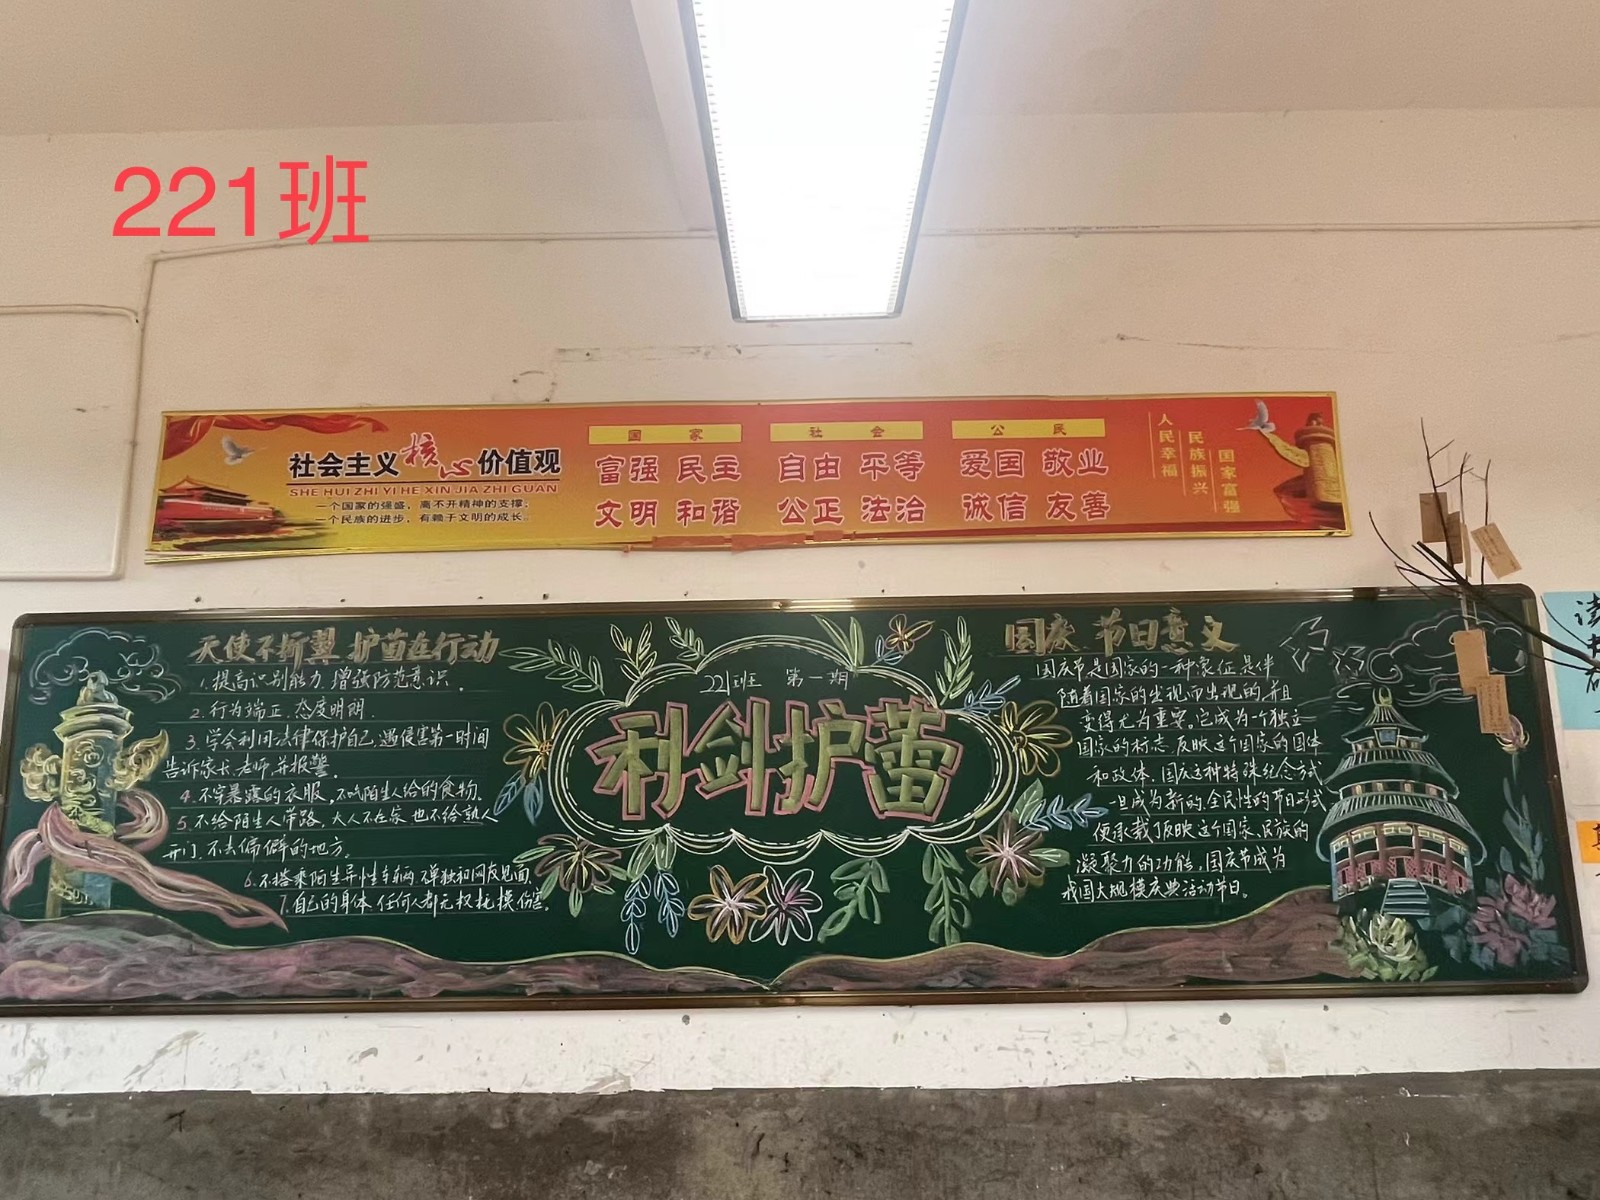 221班
社会主义核心价值观
SHE HUI ZHI YI HE XIN JIA ZHI GUAN
一个国家的强盛，离不开精神的支撑；
一个民族的进步，有赖于文明的成长。
国家
富强 民主
文明 和谐
社会
自由 平等
公正 法治
公民
爱国 敬业
诚信 友善
人民幸福
民族振兴
国家富强
天使不折翼 护苗在行动
1.提高识别能力,增强防范意识。
2.行为端正.态度明朗.
3.学会利用法律保护自己,遇侵害第一时间
告诉家长.老师.并报警。
4.不穿暴露的衣服,不吃陌生人给的食物。
5.不给陌生人带路,大人不在家也不给熟人
开门.不去偏僻的地方。
6.不搭乘陌生异性车辆,单独和网友见面.
7.自己的身体.任何人都无权抚摸伤害。
221班 第一期
利剑护蕾
国庆 节日意义
国庆节是国家的一种象征.是伴
随着国家的出现而出现的,并且
变得尤为重要.它成为一个独立
国家的标志,反映这个国家的国体
和政体.国庆这种特殊纪念方式
一旦成为新的.全民性的节日形式
便承载了反映这个国家.民族的
凝聚力的功能,国庆节成为
我国大规模庆典活动节日。
读
书